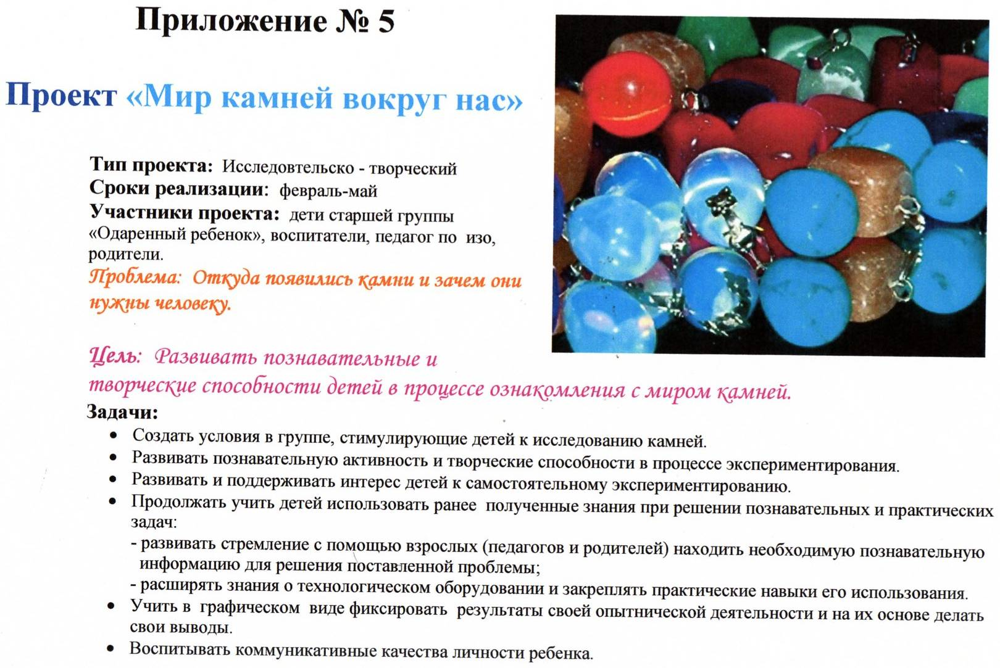 Приложение № 5
Проект «Мир камней вокруг нас»
Тип проекта: Исследовтельско - творческий
Сроки реализации: февраль-май
Участники проекта: дети старшей группы
«Одаренный ребенок», воспитатели, педагог по изо,
родители.
Проблема: Откуда появились камни и зачем они
нужны человеку.
Цель: Развивать познавательные и
творческие способности детей в процессе ознакомления с миром камней.
Задачи:
• Создать условия в группе, стимулирующие детей к исследованию камней.
• Развивать познавательную активность и творческие способности в процессе экспериментирования.
• Развивать и поддерживать интерес детей к самостоятельному экспериментированию.
• Продолжать учить детей использовать ранее полученные знания при решении познавательных и практических
задач:
- развивать стремление с помощью взрослых (педагогов и родителей) находить необходимую познавательную
информацию для решения поставленной проблемы;
- расширять знания о технологическом оборудовании и закреплять практические навыки его использования.
• Учить в графическом виде фиксировать результаты своей опытнической деятельности и на их основе делать
свои выводы.
• Воспитывать коммуникативные качества личности ребенка.